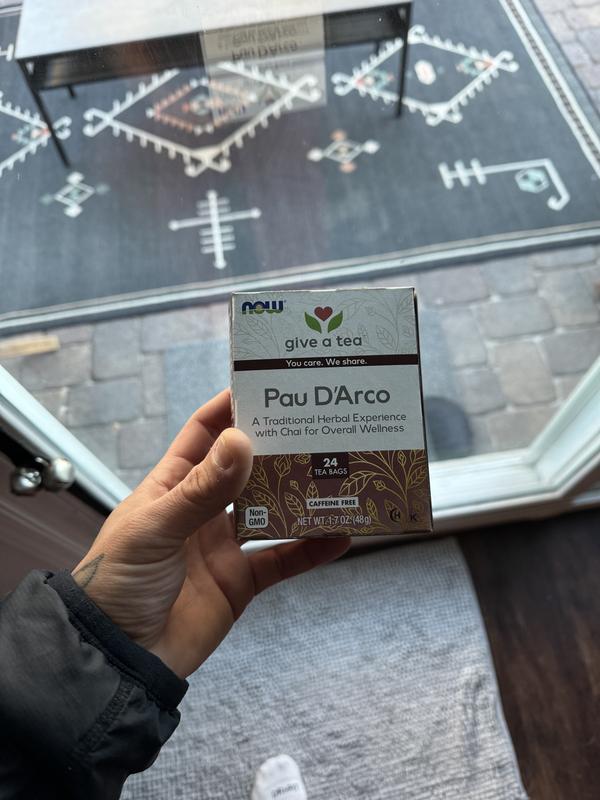 now
give a tea
You care. We share.
Pau D'Arco
A Traditional Herbal Experience
with Chai for Overall Wellness
24
TEA BAGS
CAFFEINE FREE
Non-
GMO
NET WT. 1.7 OZ. (48g)
K